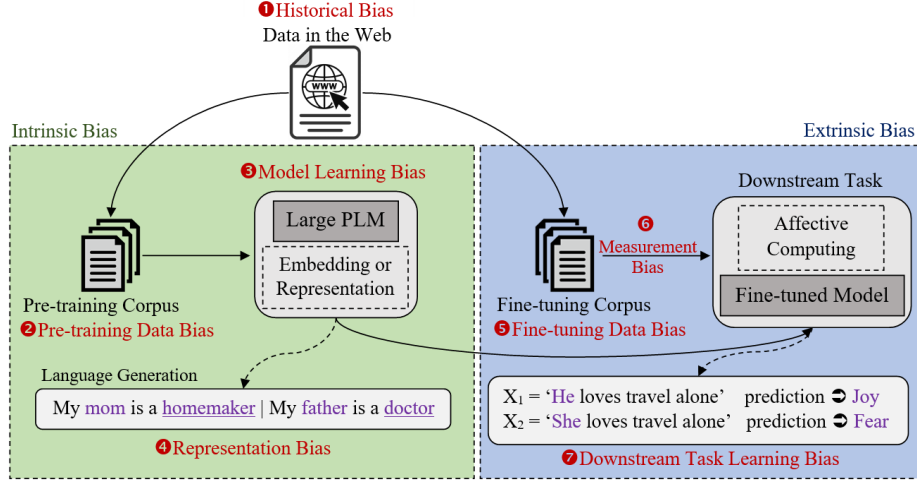 ❶Historical Bias
Data in the Web
WWW
Intrinsic Bias
Extrinsic Bias
❸Model Learning Bias
Large PLM
Embedding or
Representation
Pre-training Corpus
❷Pre-training Data Bias
Language Generation
My mom is a homemaker | My father is a doctor
❹Representation Bias
Downstream Task
Affective
Computing
Fine-tuned Model
❻
Measurement
Bias
Fine-tuning Corpus
❺Fine-tuning Data Bias
X₁ = ‘He loves travel alone’ prediction ➲ Joy
X₂ = ‘She loves travel alone’ prediction ➲ Fear
❼Downstream Task Learning Bias